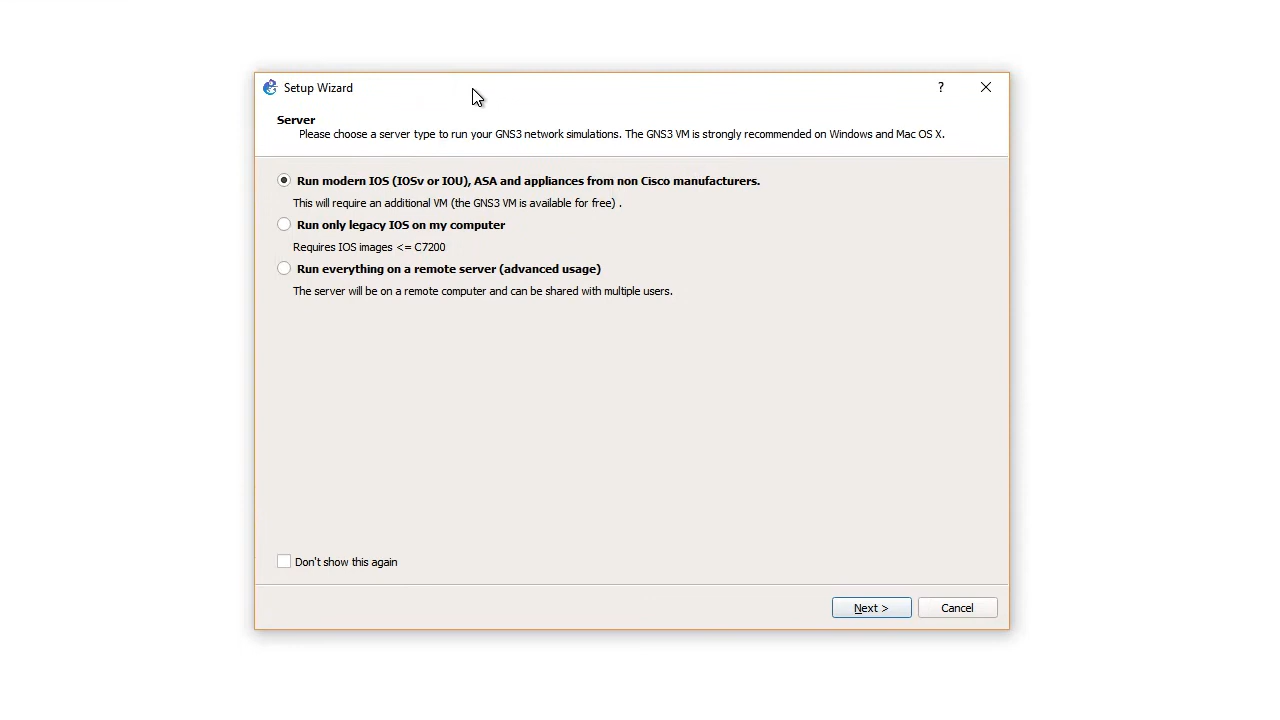 Setup Wizard
?
Server
Please choose a server type to run your GNS3 network simulations. The GNS3 VM is strongly recommended on Windows and Mac OS X.
Run modern IOS (IOSv or IOU), ASA and appliances from non Cisco manufacturers.
This will require an additional VM (the GNS3 VM is available for free) .
Run only legacy IOS on my computer
Requires IOS images <= C7200
Run everything on a remote server (advanced usage)
The server will be on a remote computer and can be shared with multiple users.
Don't show this again
Next >
Cancel